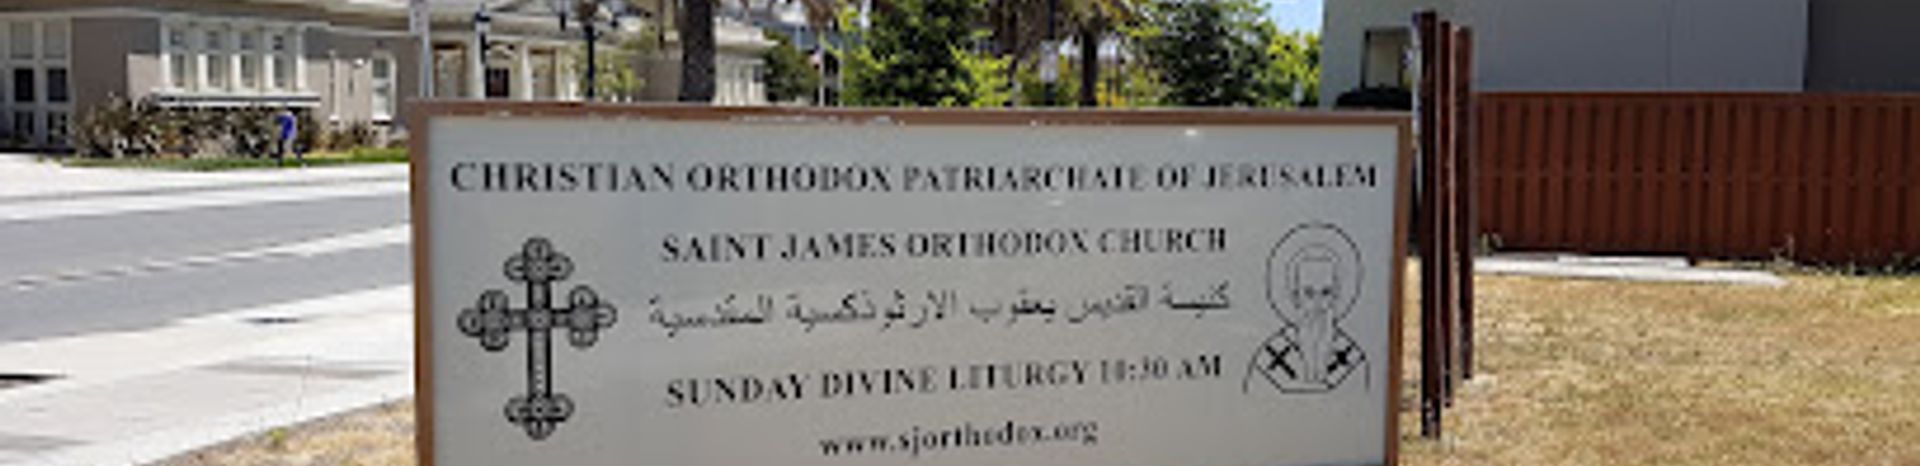 CHRISTIAN ORTHODOX PATRIARCHATE OF JERUSALEM
SAINT JAMES ORTHODOX CHURCH
كنيسة القديس يعقوب الارثوذكسية المقدسية
SUNDAY DIVINE LITURGY 10:30 AM
www.sjorthodox.org